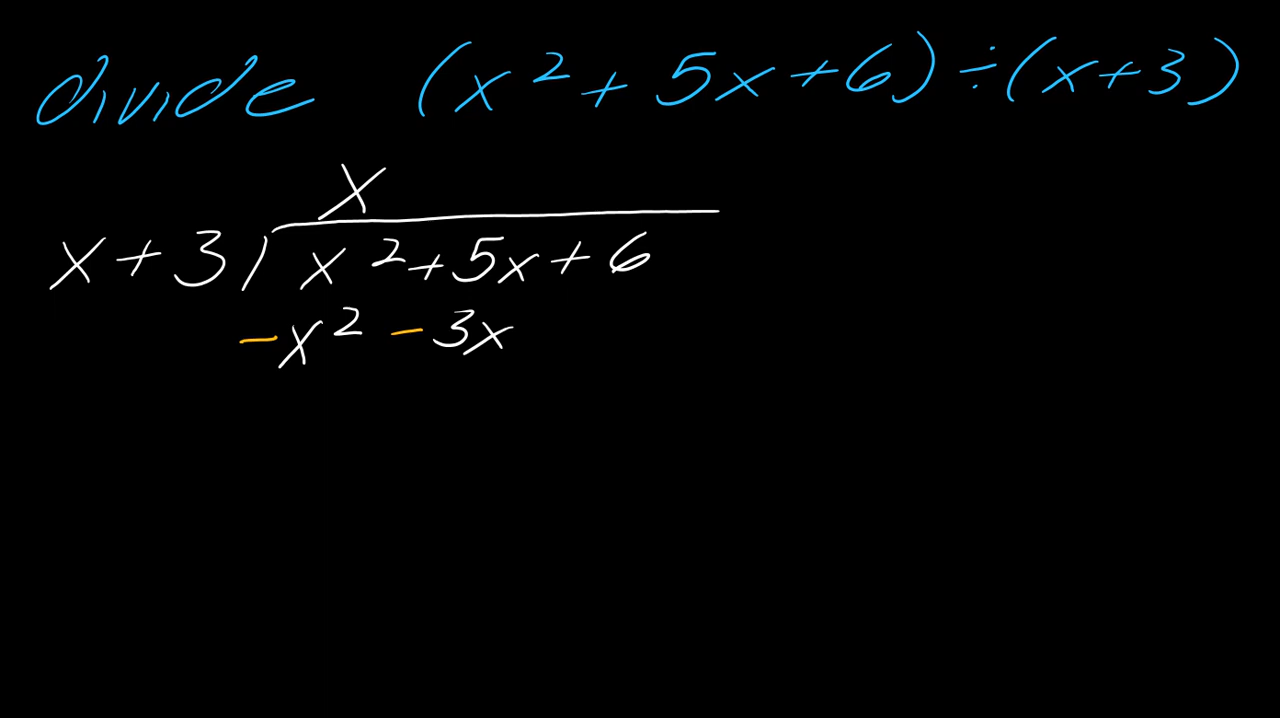 divide (x²+5x+6)÷(x+3)
x
x+3)x²+5x+6
-x²-3x